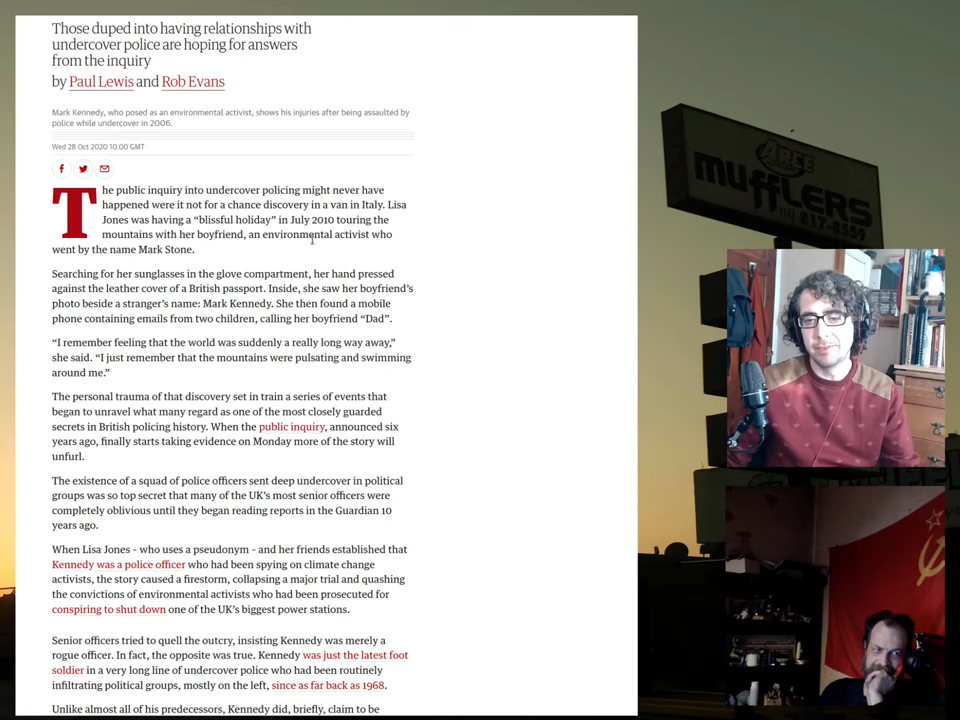 Those duped into having relationships with
undercover police are hoping for answers
from the inquiry
by Paul Lewis and Rob Evans
Mark Kennedy, who posed as an environmental activist, shows his injuries after being assaulted by
police while undercover in 2006.
Wed 28 Oct 2020 10.00 GMT
The public inquiry into undercover policing might never have
happened were it not for a chance discovery in a van in Italy. Lisa
Jones was having a “blissful holiday” in July 2010 touring the
mountains with her boyfriend, an environmental activist who
went by the name Mark Stone.
Searching for her sunglasses in the glove compartment, her hand pressed
against the leather cover of a British passport. Inside, she saw her boyfriend’s
photo beside a stranger’s name: Mark Kennedy. She then found a mobile
phone containing emails from two children, calling her boyfriend “Dad”.
“I remember feeling that the world was suddenly a really long way away,”
she said. “I just remember that the mountains were pulsating and swimming
around me.”
The personal trauma of that discovery set in train a series of events that
began to unravel what many regard as one of the most closely guarded
secrets in British policing history. When the public inquiry, announced six
years ago, finally starts taking evidence on Monday more of the story will
unfurl.
The existence of a squad of police officers sent deep undercover in political
groups was so top secret that many of the UK’s most senior officers were
completely oblivious until they began reading reports in the Guardian 10
years ago.
When Lisa Jones – who uses a pseudonym – and her friends established that
Kennedy was a police officer who had been spying on climate change
activists, the story caused a firestorm, collapsing a major trial and quashing
the convictions of environmental activists who had been prosecuted for
conspiring to shut down one of the UK’s biggest power stations.
Senior officers tried to quell the outcry, insisting Kennedy was merely a
rogue officer. In fact, the opposite was true. Kennedy was just the latest foot
soldier in a very long line of undercover police who had been routinely
infiltrating political groups, mostly on the left, since as far back as 1968.
Unlike almost all of his predecessors, Kennedy did, briefly, claim to be
ARCE
mufflers
817-8559